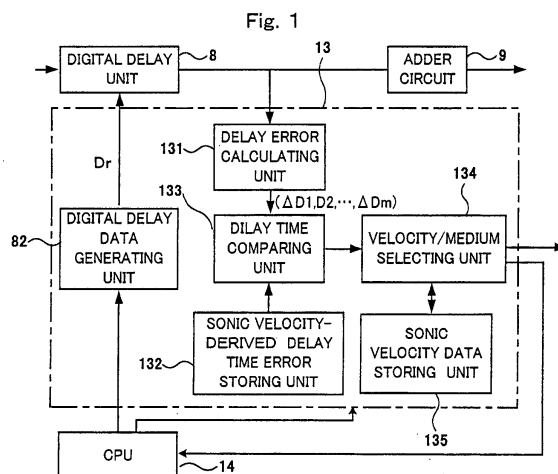 Fig. 1
DIGITAL DELAY
UNIT
8
13
ADDER
CIRCUIT
9
131
DELAY ERROR
CALCULATING
UNIT
Dr
(ΔD1,D2,···,ΔDm)
133
134
82
DIGITAL DELAY
DATA
GENERATING
UNIT
DILAY TIME
COMPARING
UNIT
VELOCITY/MEDIUM
SELECTING UNIT
132
SONIC VELOCITY-
DERIVED DELAY
TIME ERROR
STORING UNIT
SONIC
VELOCITY DATA
STORING UNIT
135
CPU
14